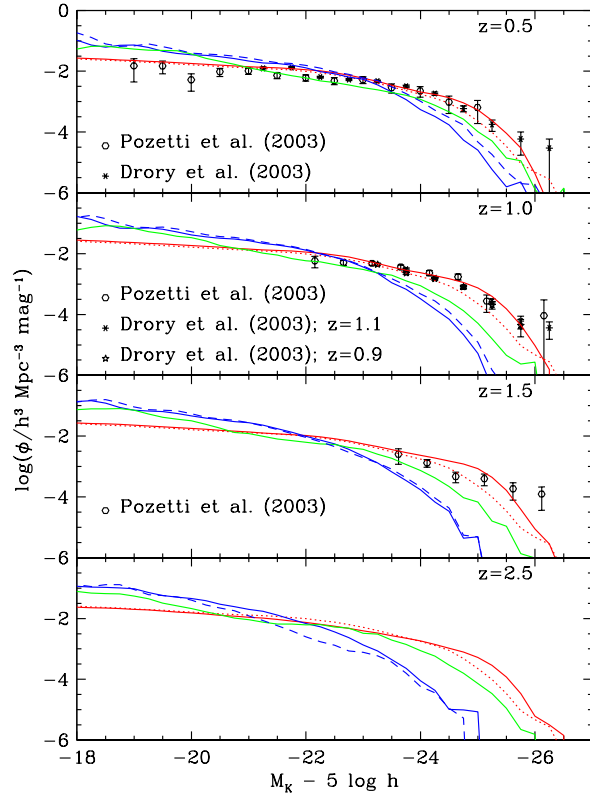 0
z=0.5
-2
-4
Pozetti et al. (2003)
Drory et al. (2003)
-6
z=1.0
-2
-4
Pozetti et al. (2003)
Drory et al. (2003); z=1.1
Drory et al. (2003); z=0.9
-6
z=1.5
-2
-4
Pozetti et al. (2003)
-6
z=2.5
-2
-4
-6
-18 -20 -22 -24 -26
M_K − 5 log h
log(ϕ/h³ Mpc⁻³ mag⁻¹)